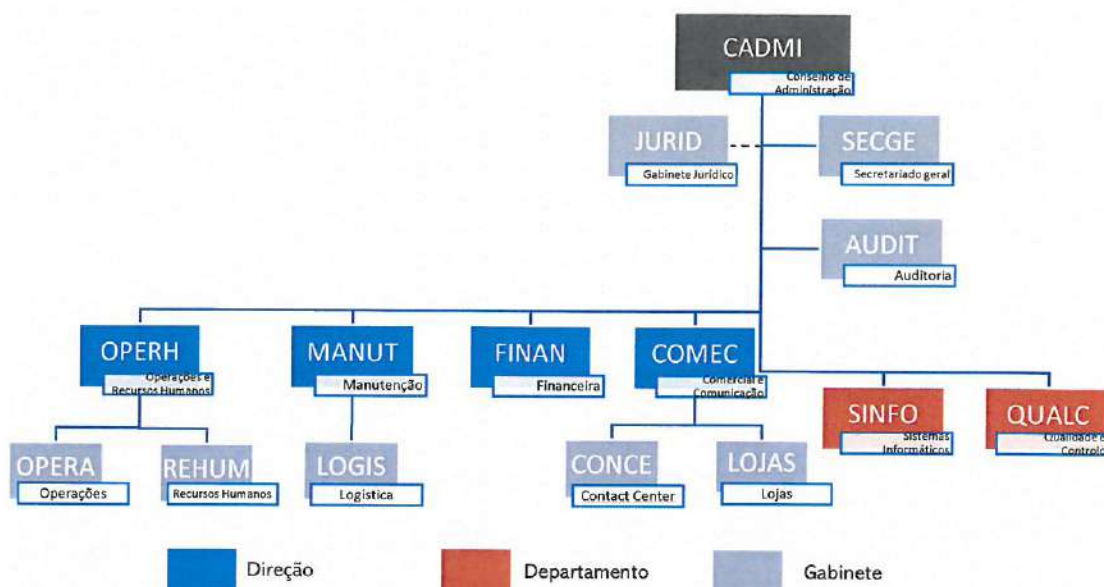 CADMI
Conselho de
Administração
JURID
Gabinete Jurídico
SECGE
Secretariado geral
AUDIT
Auditoria
OPERH
Operações e
Recursos Humanos
MANUT
Manutenção
FINAN
Financeira
COMEC
Comercial e
Comunicação
SINFO
Sistemas
Informáticos
QUALC
Qualidade e
Controlo
OPERA
Operações
REHUM
Recursos Humanos
LOGIS
Logística
CONCE
Contact Center
LOJAS
Lojas
Direção
Departamento
Gabinete